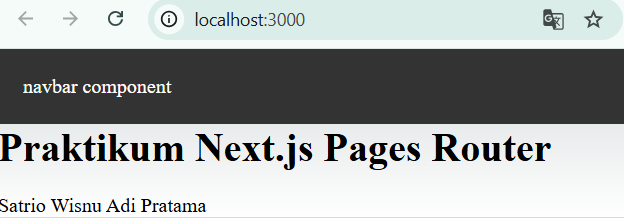 localhost:3000
navbar component
Praktikum Next.js Pages Router
Satrio Wisnu Adi Pratama